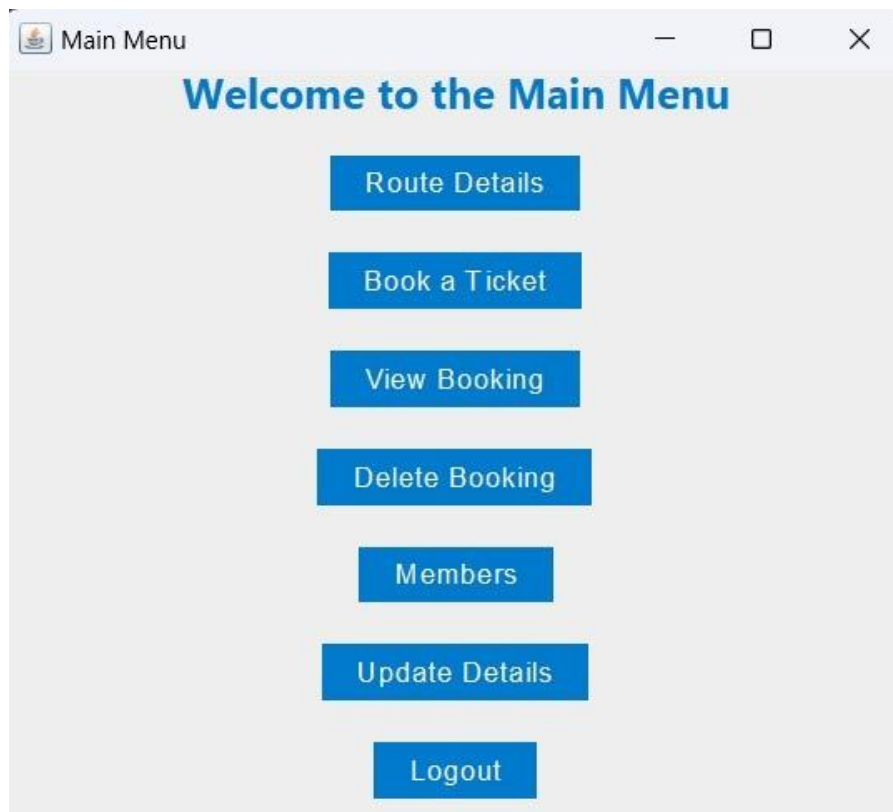 Main Menu
Welcome to the Main Menu
Route Details
Book a Ticket
View Booking
Delete Booking
Members
Update Details
Logout